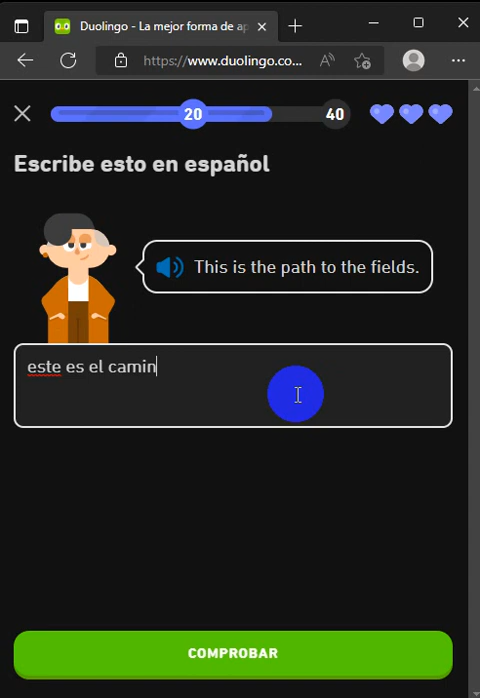 Duolingo - La mejor forma de ap
https://www.duolingo.co...
20
40
Escribe esto en español
This is the path to the fields.
este es el camin
COMPROBAR